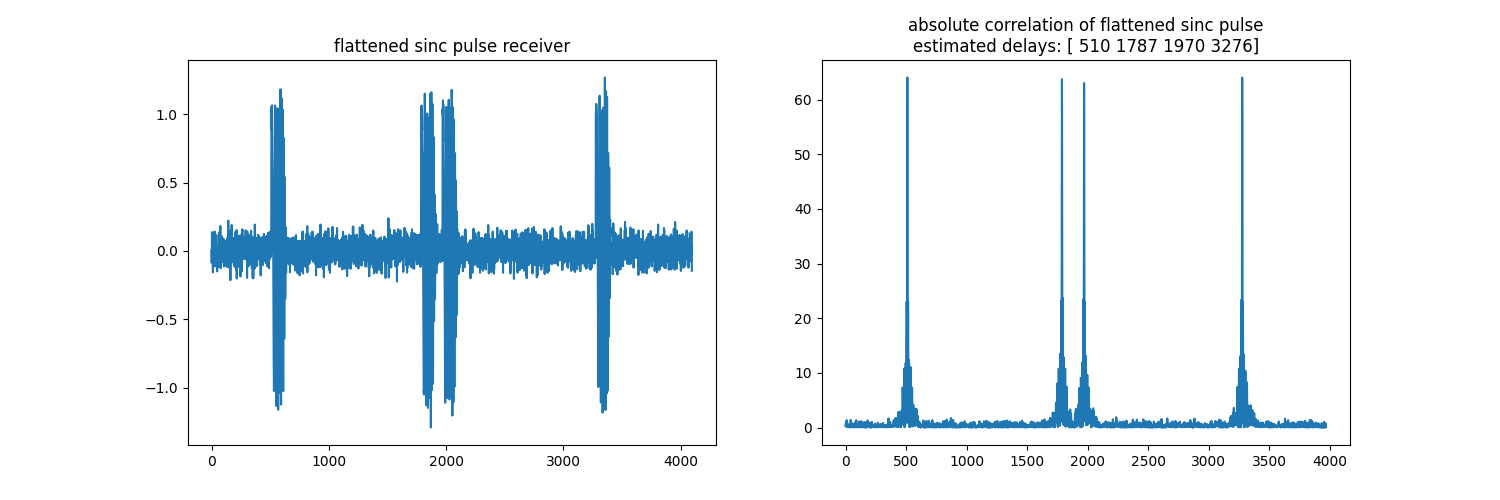 flattened sinc pulse receiver
1.0
0.5
0.0
−0.5
−1.0
0 1000 2000 3000 4000
absolute correlation of flattened sinc pulse
estimated delays: [ 510 1787 1970 3276]
60
50
40
30
20
10
0
0 500 1000 1500 2000 2500 3000 3500 4000